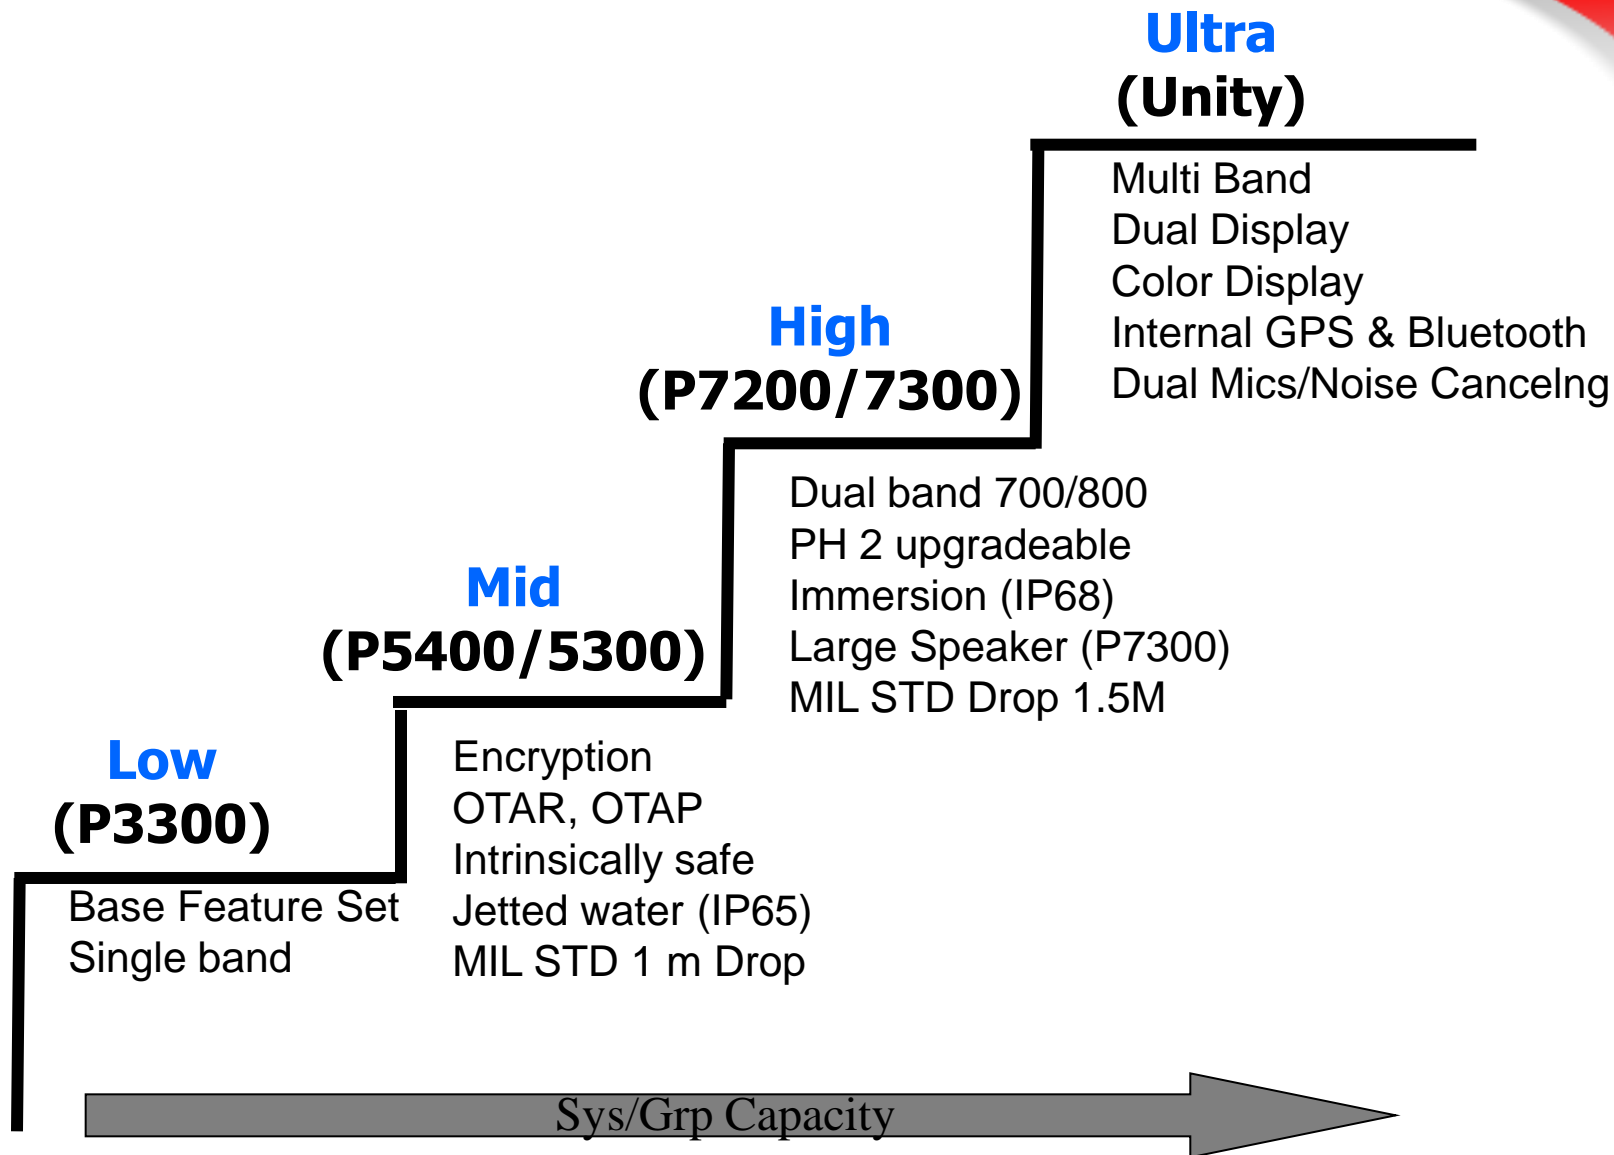 Ultra
(Unity)
Multi Band
Dual Display
Color Display
Internal GPS & Bluetooth
Dual Mics/Noise Cancelng
High
(P7200/7300)
Dual band 700/800
PH 2 upgradeable
Immersion (IP68)
Large Speaker (P7300)
MIL STD Drop 1.5M
Mid
(P5400/5300)
Encryption
OTAR, OTAP
Intrinsically safe
Jetted water (IP65)
MIL STD 1 m Drop
Low
(P3300)
Base Feature Set
Single band
Sys/Grp Capacity